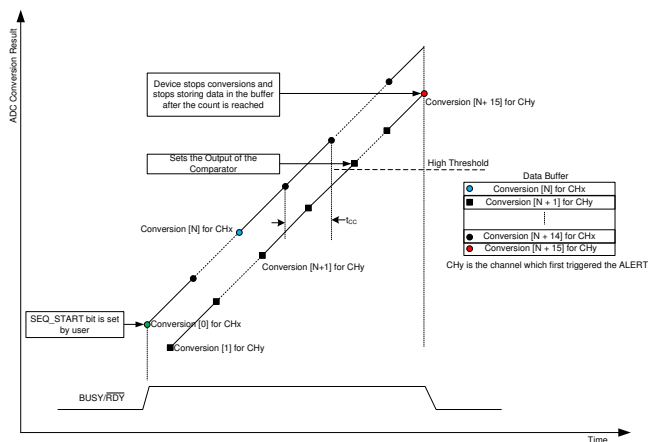 ADC Conversion Result
Device stops conversions and
stops storing data in the buffer
after the count is reached
Conversion [N+ 15] for CHy
Sets the Output of the
Comparator
High Threshold
Data Buffer
Conversion [N] for CHx
Conversion [N + 1] for CHy
Conversion [N + 14] for CHx
Conversion [N + 15] for CHy
CHy is the channel which first triggered the ALERT
Conversion [N] for CHx
tCC
Conversion [N+1] for CHy
SEQ_START bit is set
by user
Conversion [0] for CHx
Conversion [1] for CHy
BUSY/RDY
Time